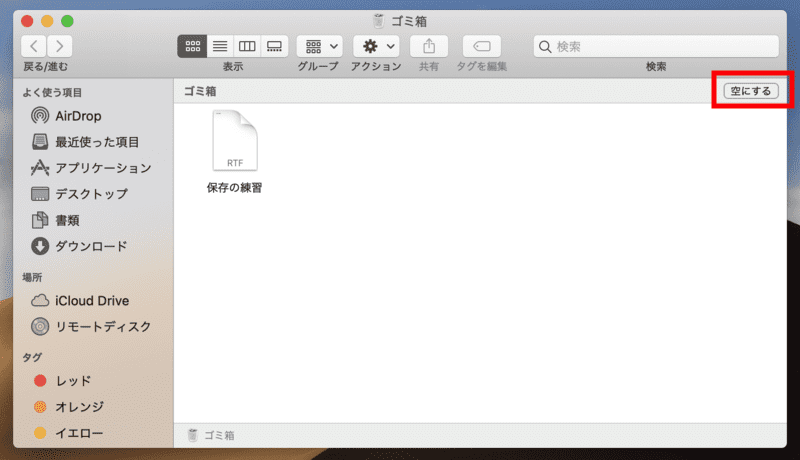 ゴミ箱
戻る/進む
表示
グループ
アクション
共有
タグを編集
検索
検索
よく使う項目
AirDrop
最近使った項目
アプリケーション
デスクトップ
書類
ダウンロード
場所
iCloud Drive
リモートディスク
タグ
レッド
オレンジ
イエロー
ゴミ箱
空にする
RTF
保存の練習
ゴミ箱